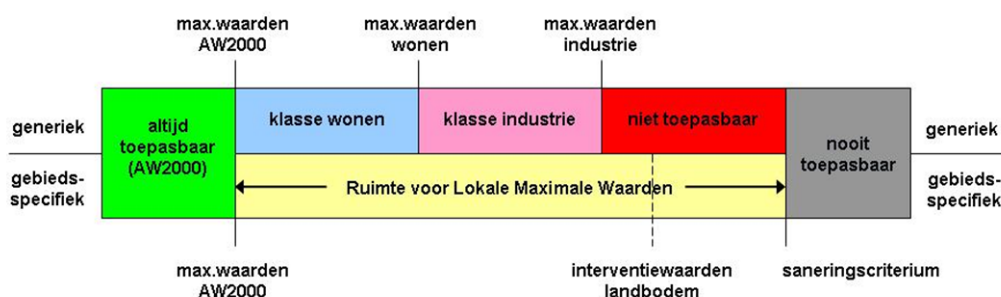 max.waarden
AW2000
max.waarden
wonen
max.waarden
industrie
generiek
altijd
toepasbaar
(AW2000)
klasse wonen
klasse industrie
niet toepasbaar
nooit
toepasbaar
generiek
gebieds-
specifiek
Ruimte voor Lokale Maximale Waarden
gebieds-
specifiek
max.waarden
AW2000
interventiewaarden
landbodem
saneringscriterium